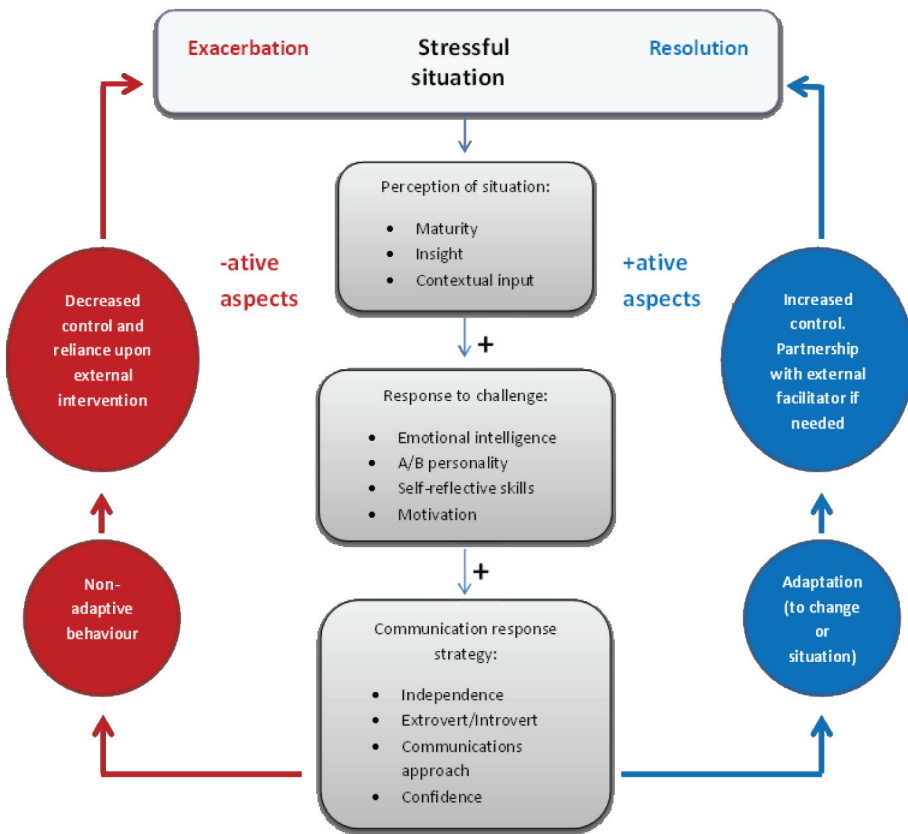 Exacerbation
Stressful
situation
Resolution
Perception of situation:
• Maturity
• Insight
• Contextual input
-ative
aspects
+ative
aspects
Decreased
control and
reliance upon
external
intervention
Increased
control.
Partnership
with external
facilitator if
needed
+
Response to challenge:
• Emotional intelligence
• A/B personality
• Self-reflective skills
• Motivation
+
Non-
adaptive
behaviour
Adaptation
(to change
or
situation)
Communication response
strategy:
• Independence
• Extrovert/Introvert
• Communications
approach
• Confidence